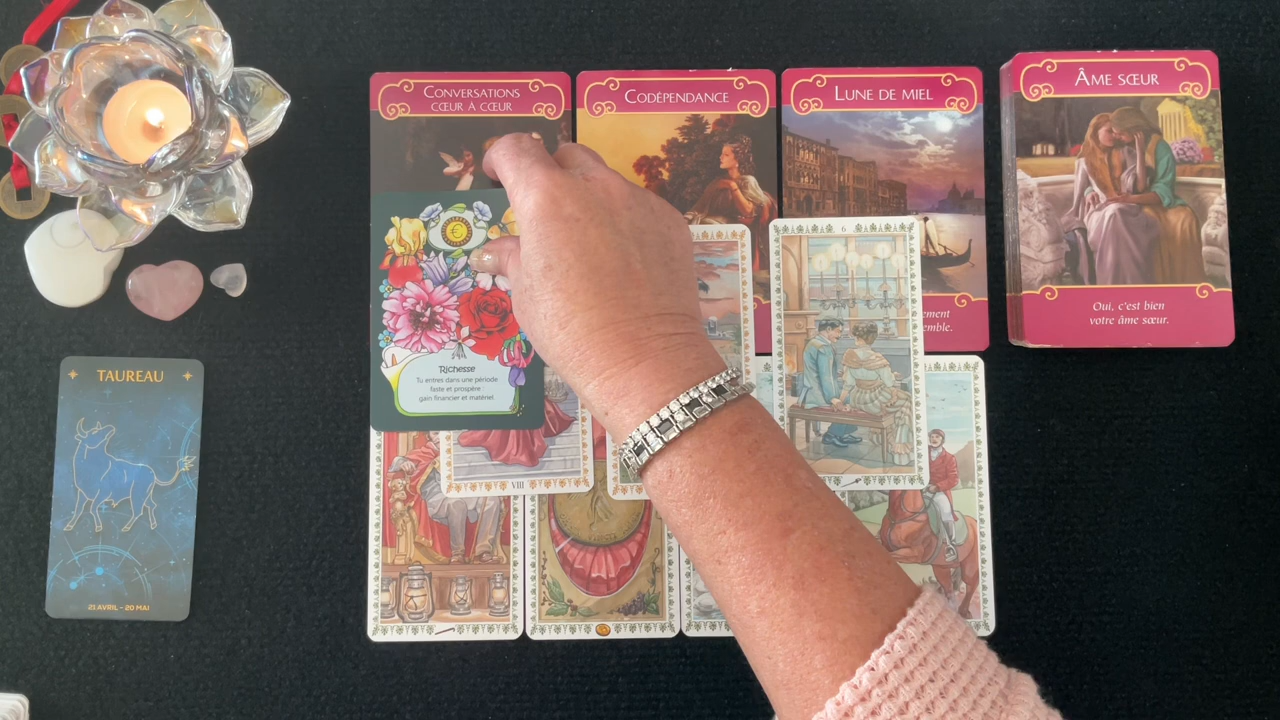 CONVERSATIONS
CŒUR À CŒUR
CODÉPENDANCE
LUNE DE MIEL
ÂME SŒUR
6
€
Richesse
Tu entres dans une période
faste et prospère :
gain financier et matériel
Oui, c'est bien
votre âme sœur.
TAUREAU
VIII
21 AVRIL - 20 MAI